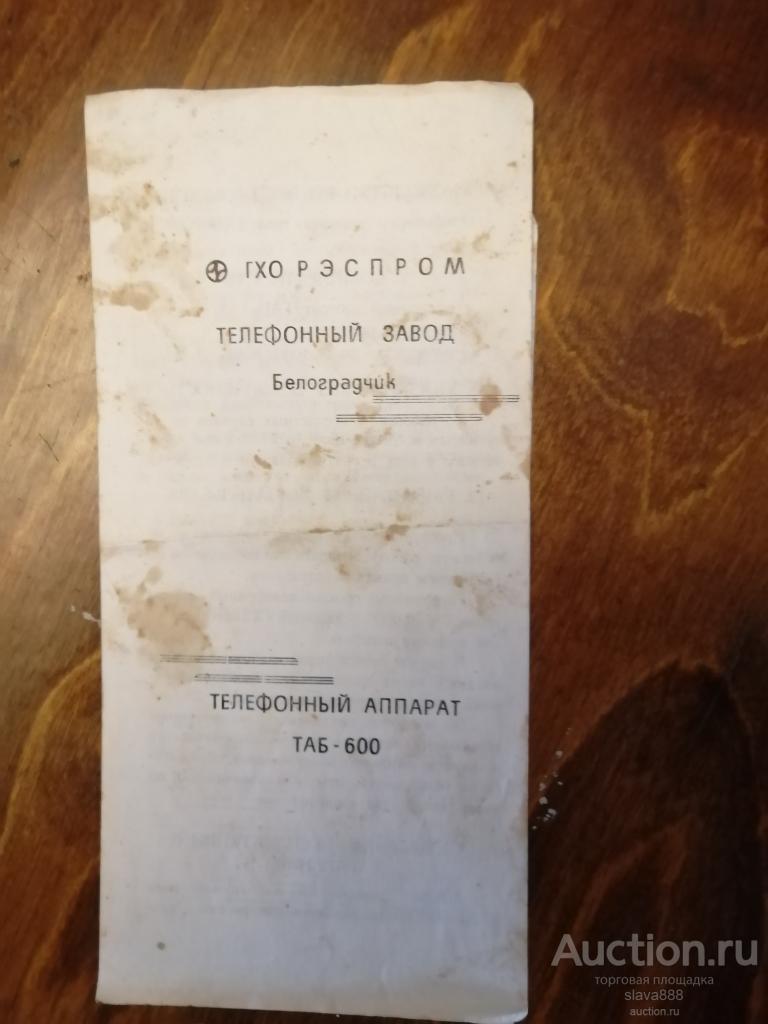 ГХО РЭСПРОМ
ТЕЛЕФОННЫЙ ЗАВОД
Белоградчик
ТЕЛЕФОННЫЙ АППАРАТ
ТАБ-600
Auction.ru
торговая площадка
slava888
auction.ru